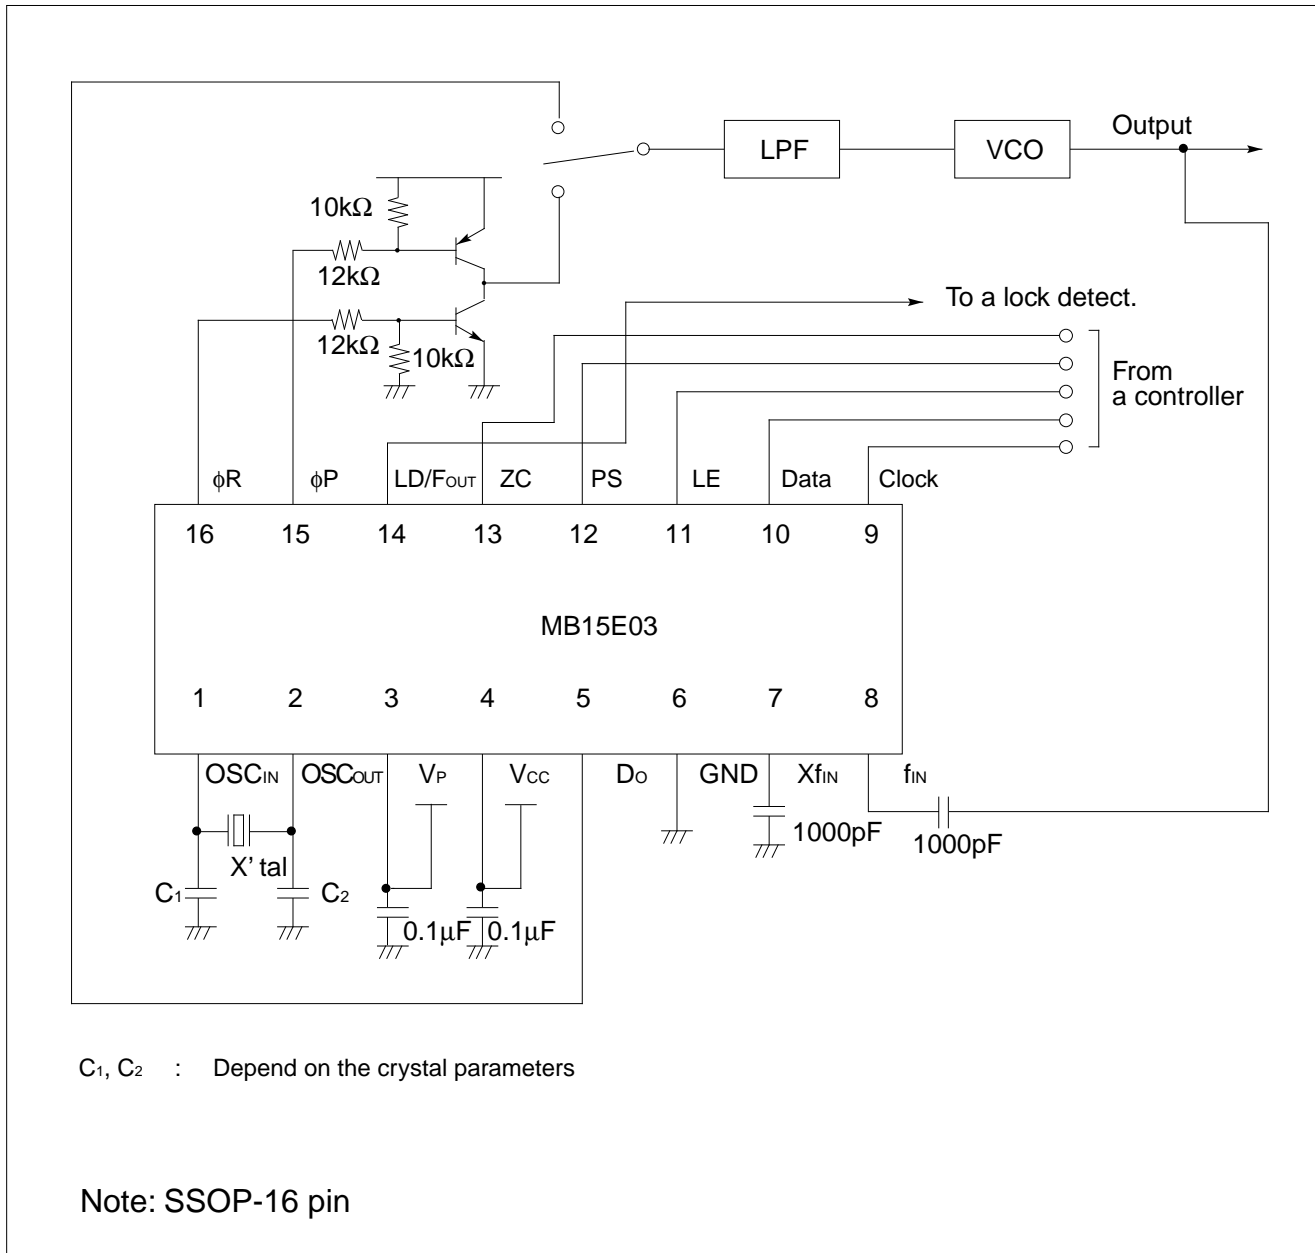 Output
LPF
VCO
10kΩ
12kΩ
To a lock detect.
12kΩ
10kΩ
From
a controller
ϕR
ϕP
LD/FOUT
ZC
PS
LE
Data
Clock
16
15
14
13
12
11
10
9
MB15E03
1
2
3
4
5
6
7
8
OSCIN
OSCOUT
VP
VCC
DO
GND
XfIN
fIN
1000pF
1000pF
X' tal
C1
C2
0.1μF
0.1μF
C1, C2 : Depend on the crystal parameters
Note: SSOP-16 pin